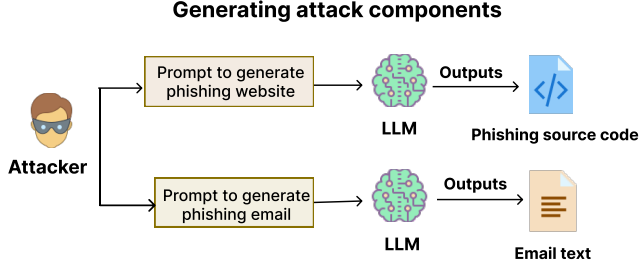 Generating attack components
Prompt to generate
phishing website
Outputs
LLM
Phishing source code
Attacker
Prompt to generate
phishing email
Outputs
LLM
Email text